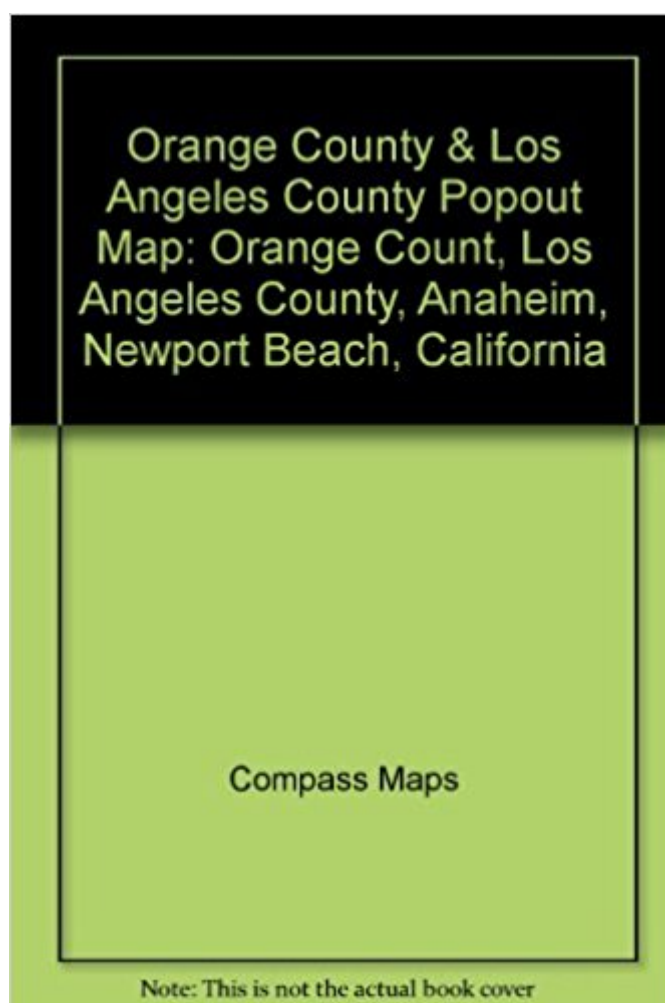 Orange County & Los
Angeles County Popout
Map: Orange Count, Los
Angeles County, Anaheim,
Newport Beach, California
Compass Maps
Note: This is not the actual book cover